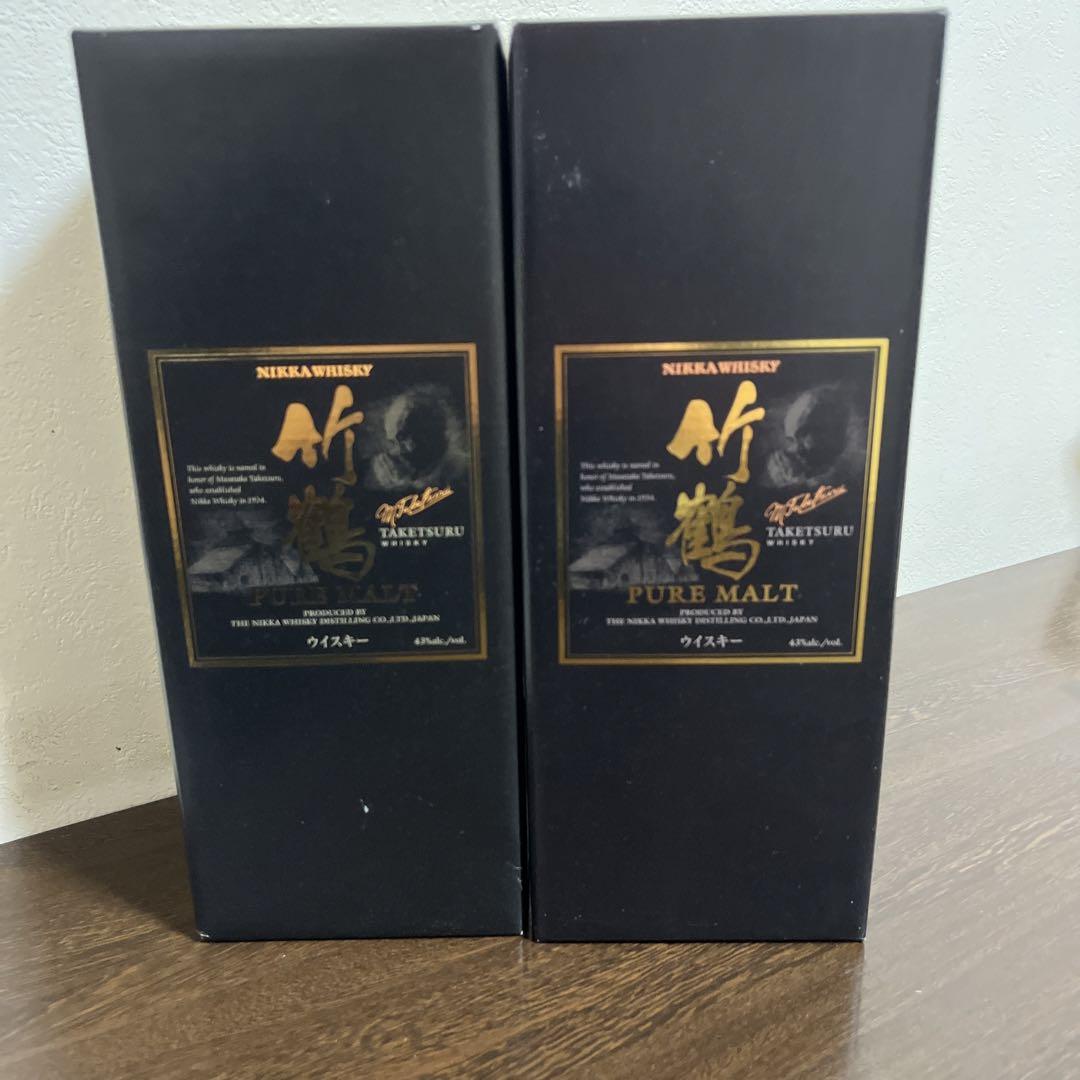 NIKKA WHISKY
竹鶴
This whisky is named in
honor of Masataka Taketsuru,
who established
Nikka Whisky in 1934.
TAKETSURU
WHISKY
PURE MALT
PRODUCED BY
THE NIKKA WHISKY DISTILLING CO.,LTD.,JAPAN
ウイスキー 43%alc./vol.
NIKKA WHISKY
竹鶴
This whisky is named in
honor of Masataka Taketsuru,
who established
Nikka Whisky in 1934.
TAKETSURU
WHISKY
PURE MALT
PRODUCED BY
THE NIKKA WHISKY DISTILLING CO.,LTD.,JAPAN
ウイスキー 43%alc./vol.